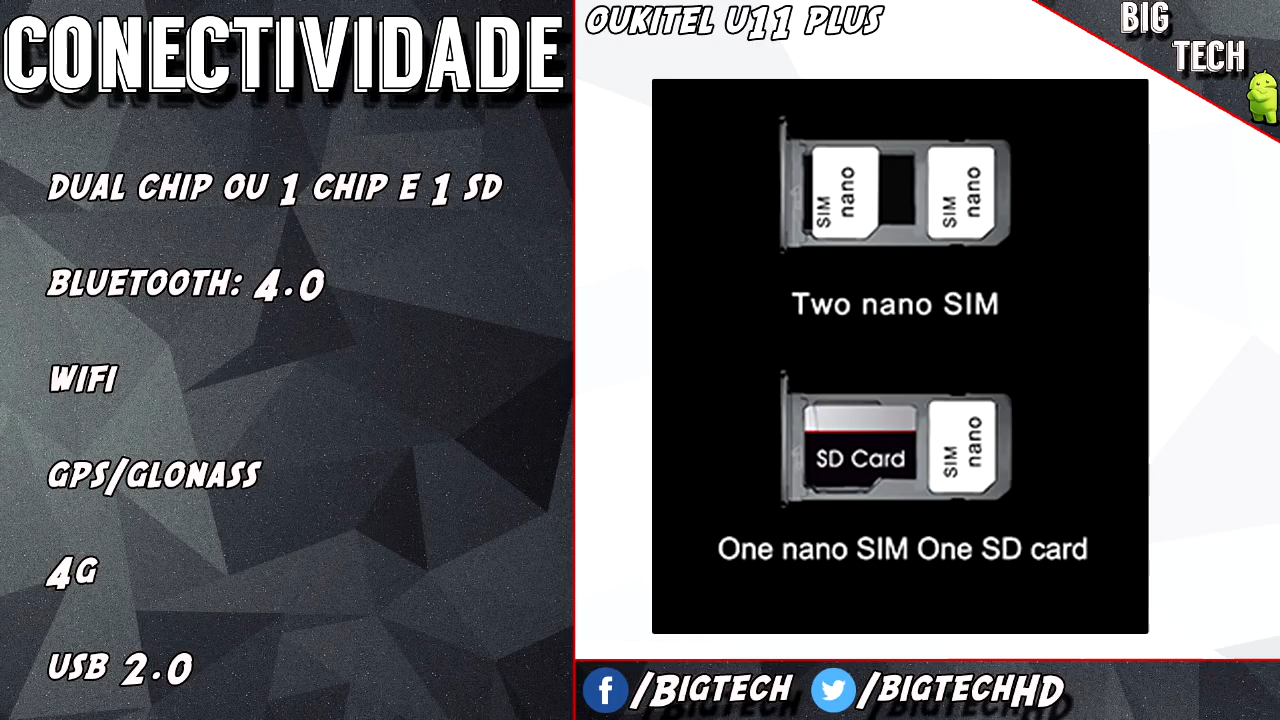 CONECTIVIDADE
DUAL CHIP OU 1 CHIP E 1 SD
BLUETOOTH: 4.0
WIFI
GPS/GLONASS
4G
USB 2.0
OUKITEL U11 PLUS
BIG
TECH
SIM
nano
SIM
nano
Two nano SIM
SD Card
SIM
nano
One nano SIM One SD card
f
/BIGTECH
/BIGTECHHD